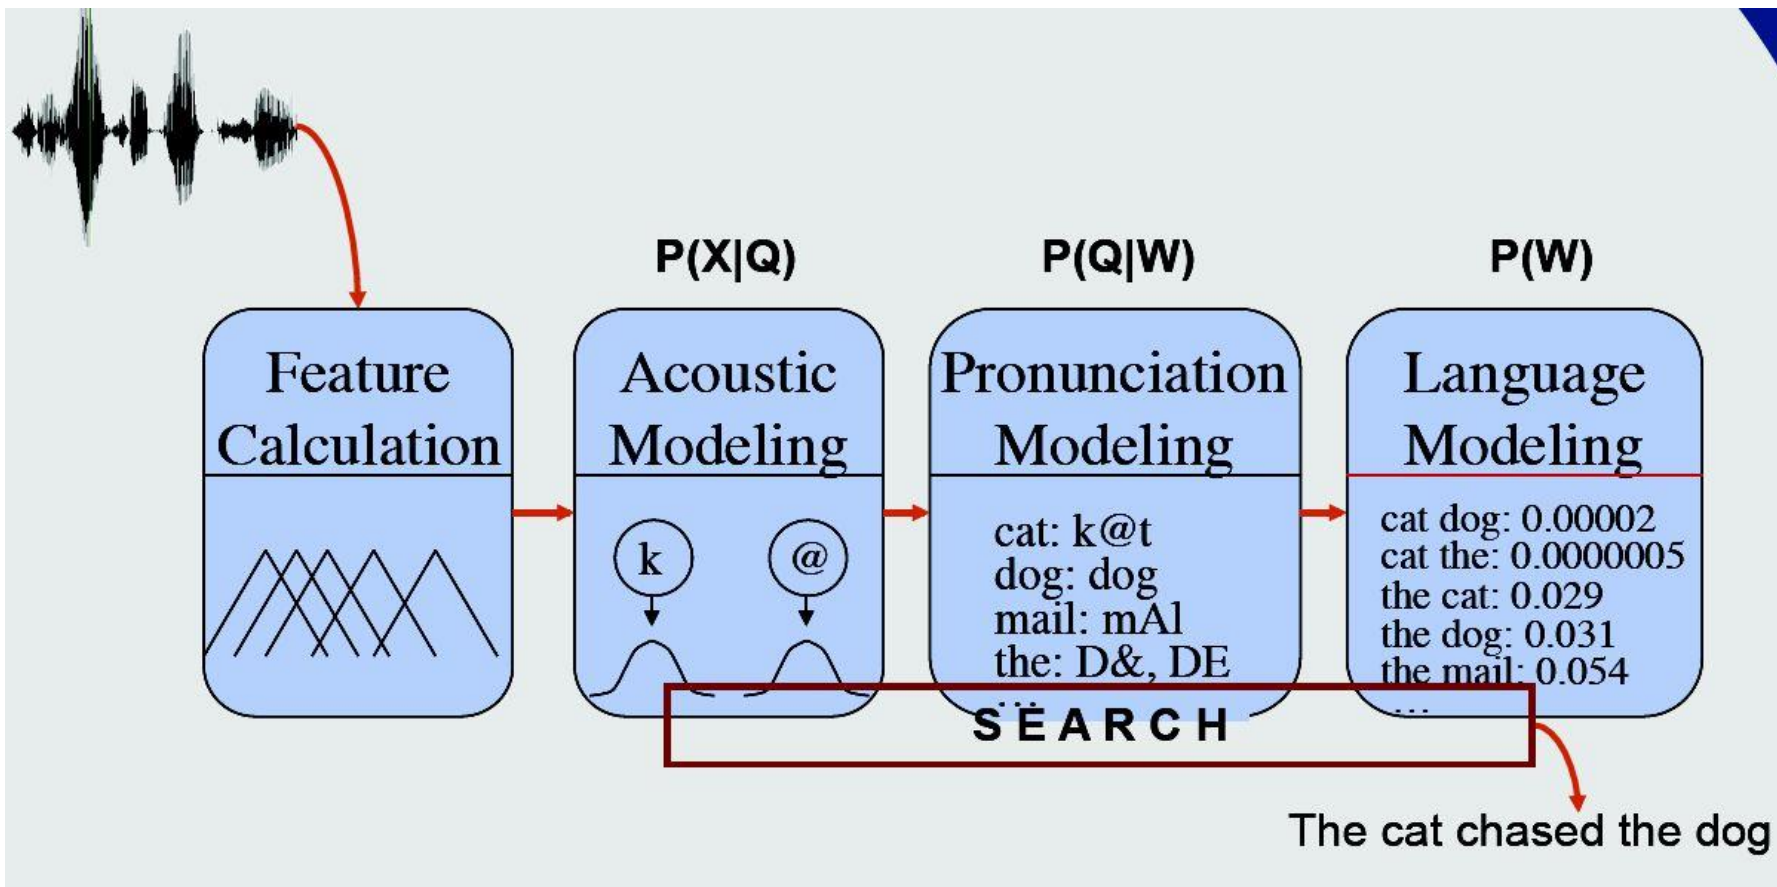 P(X|Q)
P(Q|W)
P(W)
Feature
Calculation
Acoustic
Modeling
k
@
Pronunciation
Modeling
cat: k@t
dog: dog
mail: mAl
the: D&, DE
...
Language
Modeling
cat dog: 0.00002
cat the: 0.0000005
the cat: 0.029
the dog: 0.031
the mail: 0.054
...
S E A R C H
The cat chased the dog